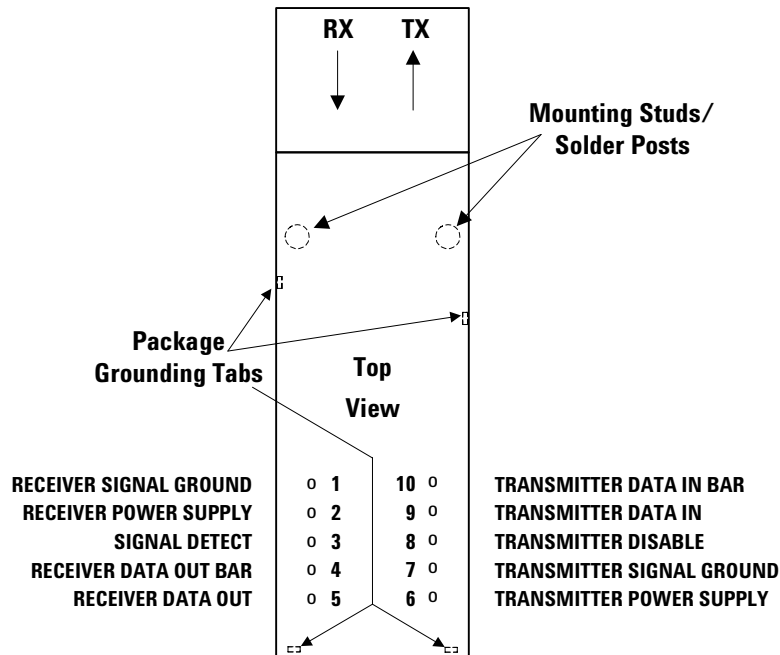 RX TX
Mounting Studs/
Solder Posts
Package
Grounding Tabs
Top
View
RECEIVER SIGNAL GROUND o 1 10 o TRANSMITTER DATA IN BAR
RECEIVER POWER SUPPLY o 2 9 o TRANSMITTER DATA IN
SIGNAL DETECT o 3 8 o TRANSMITTER DISABLE
RECEIVER DATA OUT BAR o 4 7 o TRANSMITTER SIGNAL GROUND
RECEIVER DATA OUT o 5 6 o TRANSMITTER POWER SUPPLY